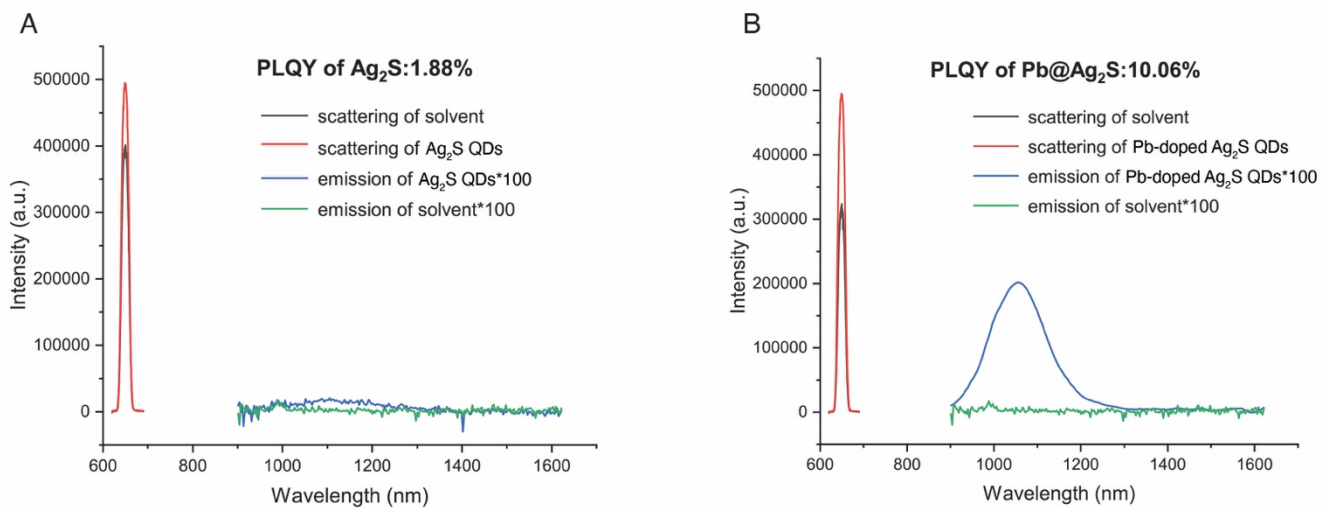 A
PLQY of Ag₂S:1.88%
scattering of solvent
scattering of Ag₂S QDs
emission of Ag₂S QDs*100
emission of solvent*100
Intensity (a.u.)
500000
400000
300000
200000
100000
0
600
800
1000
1200
1400
1600
Wavelength (nm)
B
PLQY of Pb@Ag₂S:10.06%
scattering of solvent
scattering of Pb-doped Ag₂S QDs
emission of Pb-doped Ag₂S QDs*100
emission of solvent*100
Intensity (a.u.)
500000
400000
300000
200000
100000
0
600
800
1000
1200
1400
1600
Wavelength (nm)